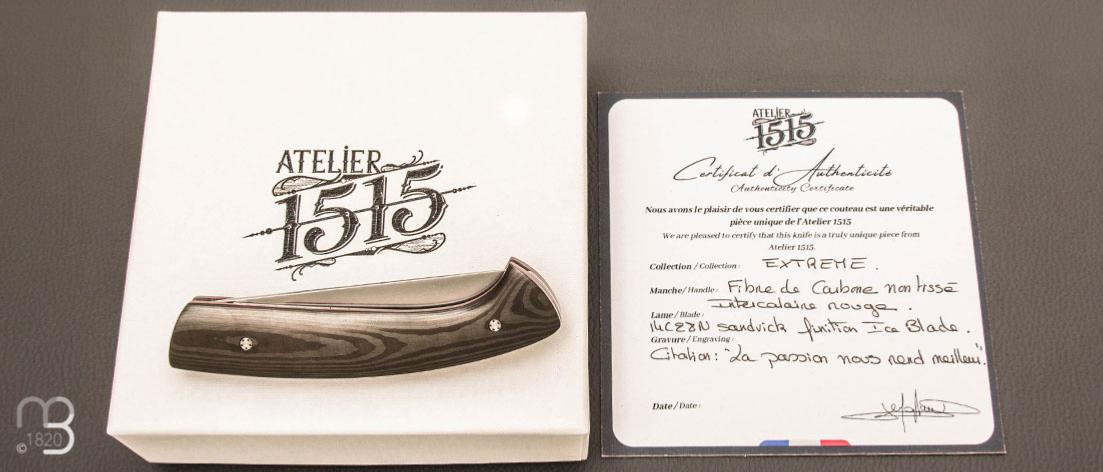 ATELIER
1515
ATELIER
1515
Certificat d'Authenticité
Authenticity Certificate
Nous avons le plaisir de vous certifier que ce couteau est une véritable
pièce unique de l'Atelier 1515
We are pleased to certify that this knife is a truly unique piece from
Atelier 1515.
Collection / Collection : EXTREME .
Manche / Handle : Fibre de Carbone non tissé
Intercalaire rouge .
Lame / Blade :
14C28N sandvick finition Ice Blade .
Gravure / Engraving :
Citation : "La passion nous rend meilleur".
Date / Date :
MB
© 1820